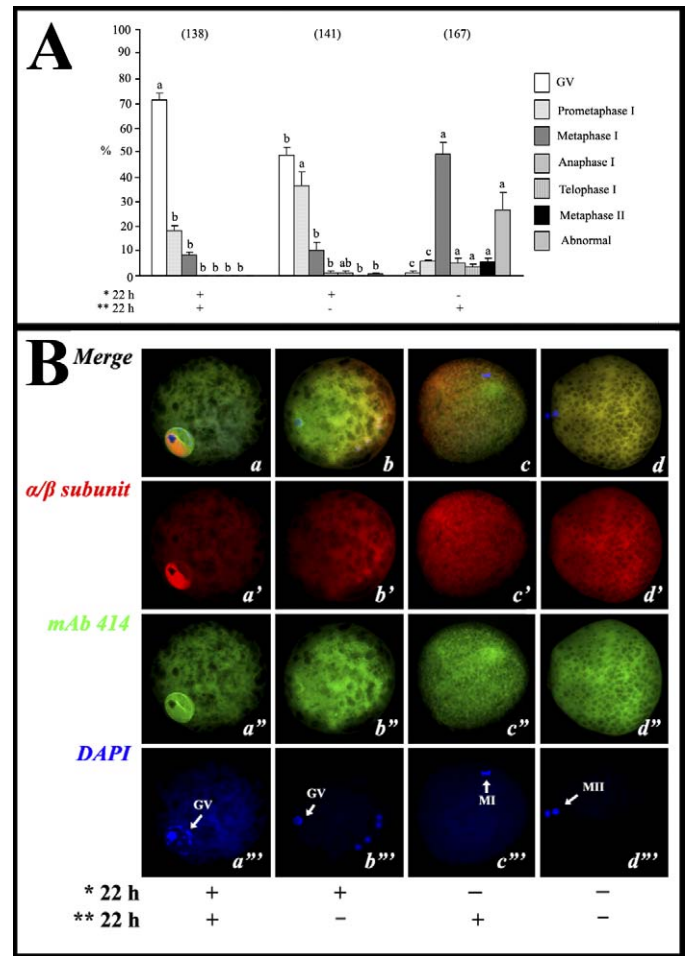 A
(138) (141) (167)
100
90
80
70
60
50
40
30
20
10
0
%
a b b b b b b
b a b b ab b b
c c a a a a a
GV
Prometaphase I
Metaphase I
Anaphase I
Telophase I
Metaphase II
Abnormal
* 22 h + + -
** 22 h + - +
B
Merge
a b c d
α/β subunit
a' b' c' d'
mAb 414
a" b" c" d"
DAPI
GV GV MI MII
a"' b"' c"' d"'
* 22 h + + – –
** 22 h + – + –